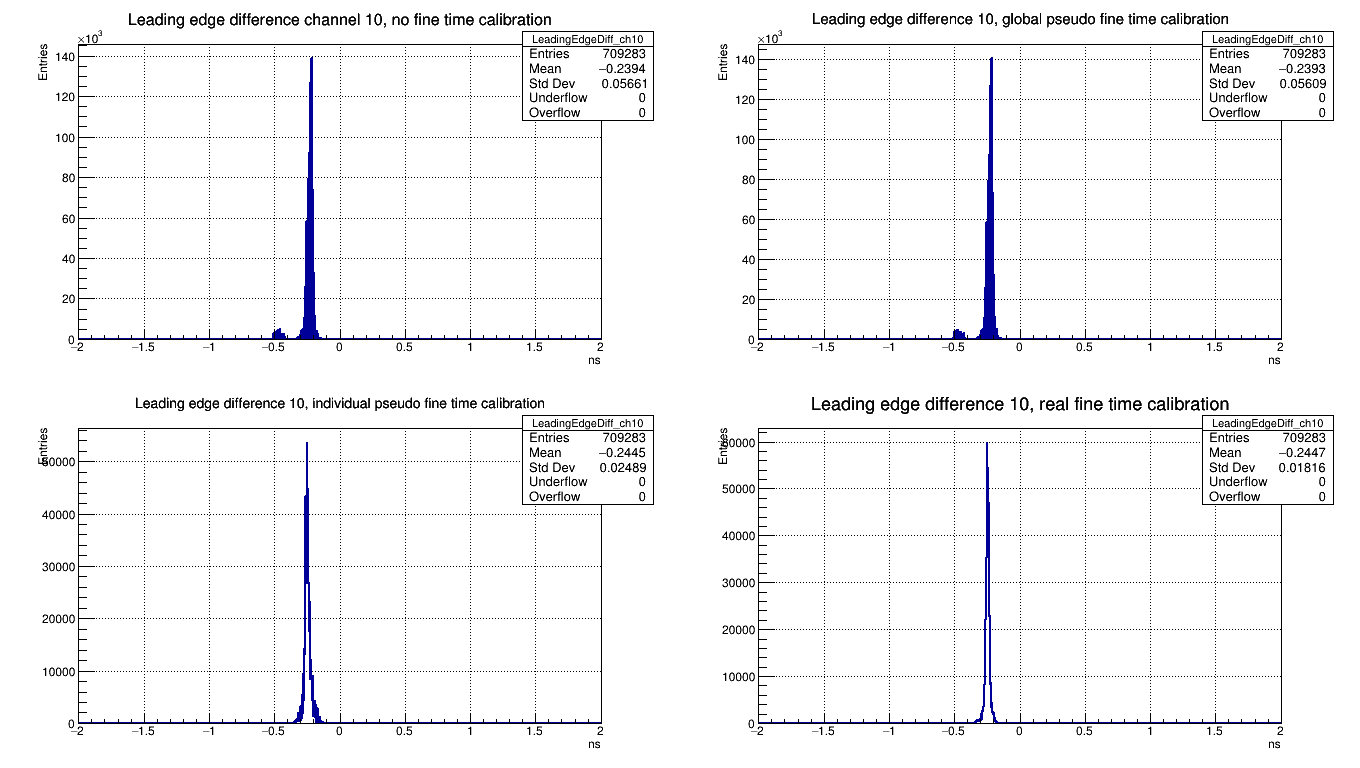 Leading edge difference channel 10, no fine time calibration
×10³
Entries
LeadingEdgeDiff_ch10
Entries 709283
Mean −0.2394
Std Dev 0.05661
Underflow 0
Overflow 0
140
120
100
80
60
40
20
0
−2 −1.5 −1 −0.5 0 0.5 1 1.5 2
ns
Leading edge difference 10, global pseudo fine time calibration
×10³
Entries
LeadingEdgeDiff_ch10
Entries 709283
Mean −0.2393
Std Dev 0.05609
Underflow 0
Overflow 0
140
120
100
80
60
40
20
0
−2 −1.5 −1 −0.5 0 0.5 1 1.5 2
ns
Leading edge difference 10, individual pseudo fine time calibration
Entries
LeadingEdgeDiff_ch10
Entries 709283
Mean −0.2445
Std Dev 0.02489
Underflow 0
Overflow 0
50000
40000
30000
20000
10000
0
−2 −1.5 −1 −0.5 0 0.5 1 1.5 2
ns
Leading edge difference 10, real fine time calibration
Entries
LeadingEdgeDiff_ch10
Entries 709283
Mean −0.2447
Std Dev 0.01816
Underflow 0
Overflow 0
60000
50000
40000
30000
20000
10000
0
−2 −1.5 −1 −0.5 0 0.5 1 1.5 2
ns